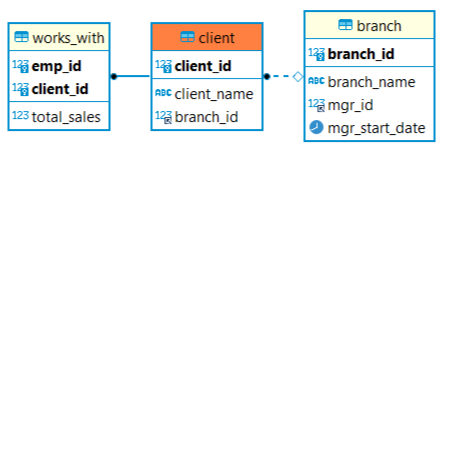 works_with
123 emp_id
123 client_id
123 total_sales
client
123 client_id
ABC client_name
123 branch_id
branch
123 branch_id
ABC branch_name
123 mgr_id
mgr_start_date